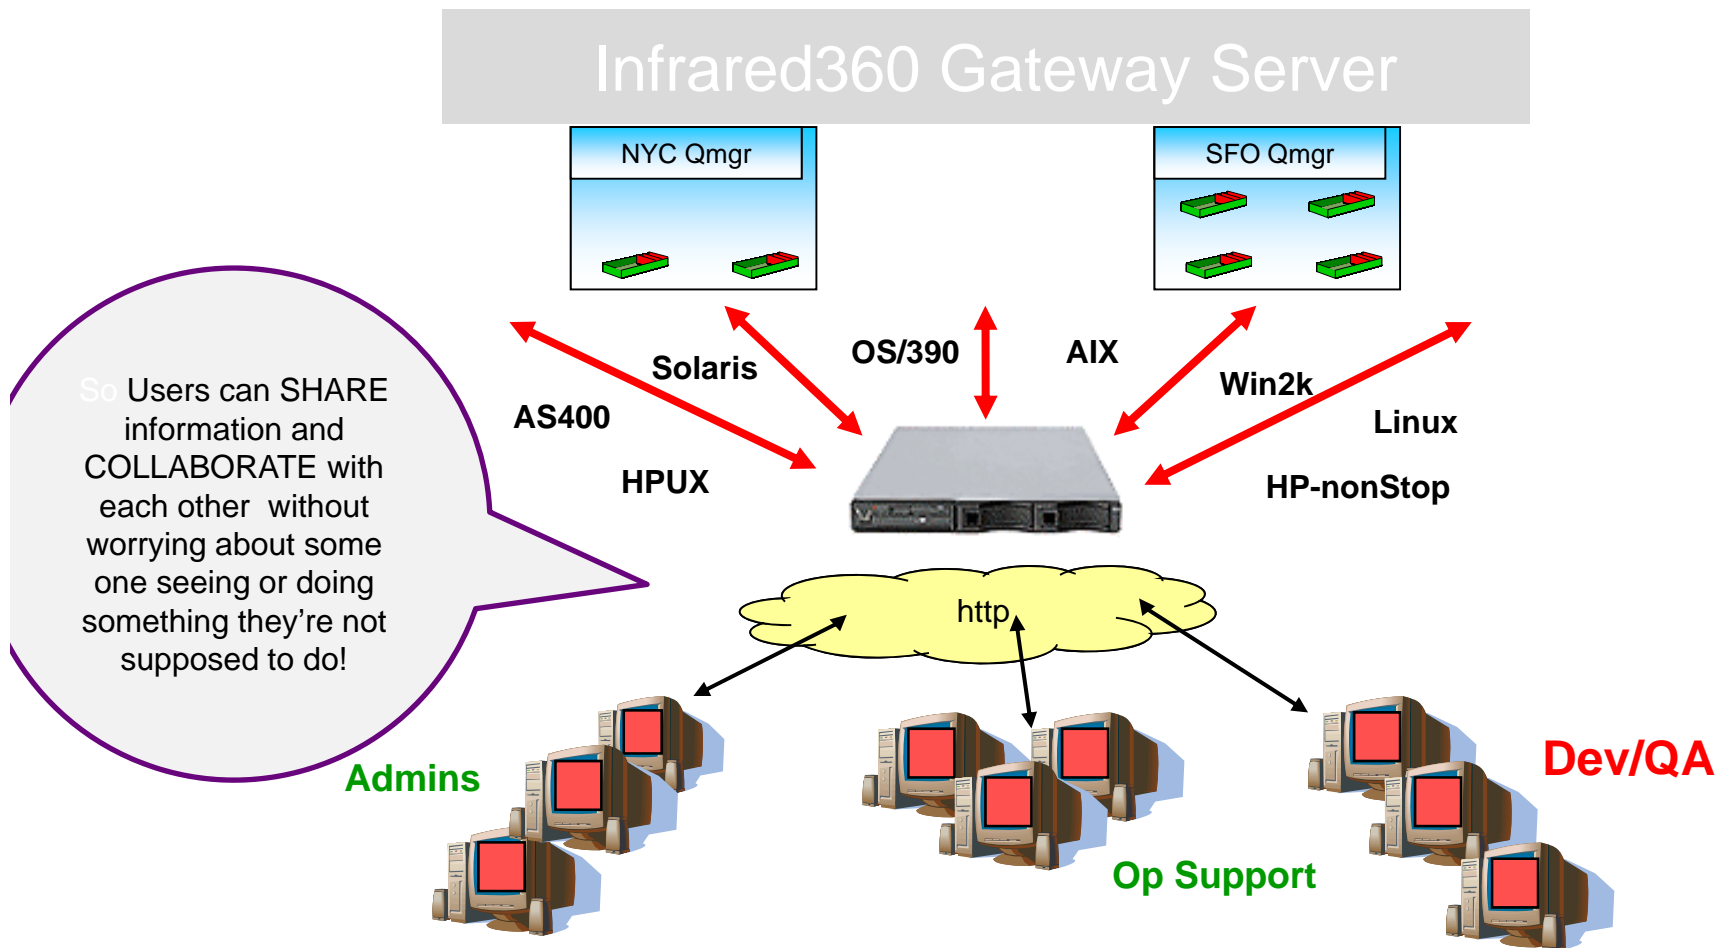 Infrared360 Gateway Server
NYC Qmgr
SFO Qmgr
OS/390
AIX
Solaris
Win2k
AS400
Linux
HPUX
HP-nonStop
So Users can SHARE
information and
COLLABORATE with
each other  without
worrying about some
one seeing or doing
something they’re not
supposed to do!
http
Admins
Dev/QA
Op Support